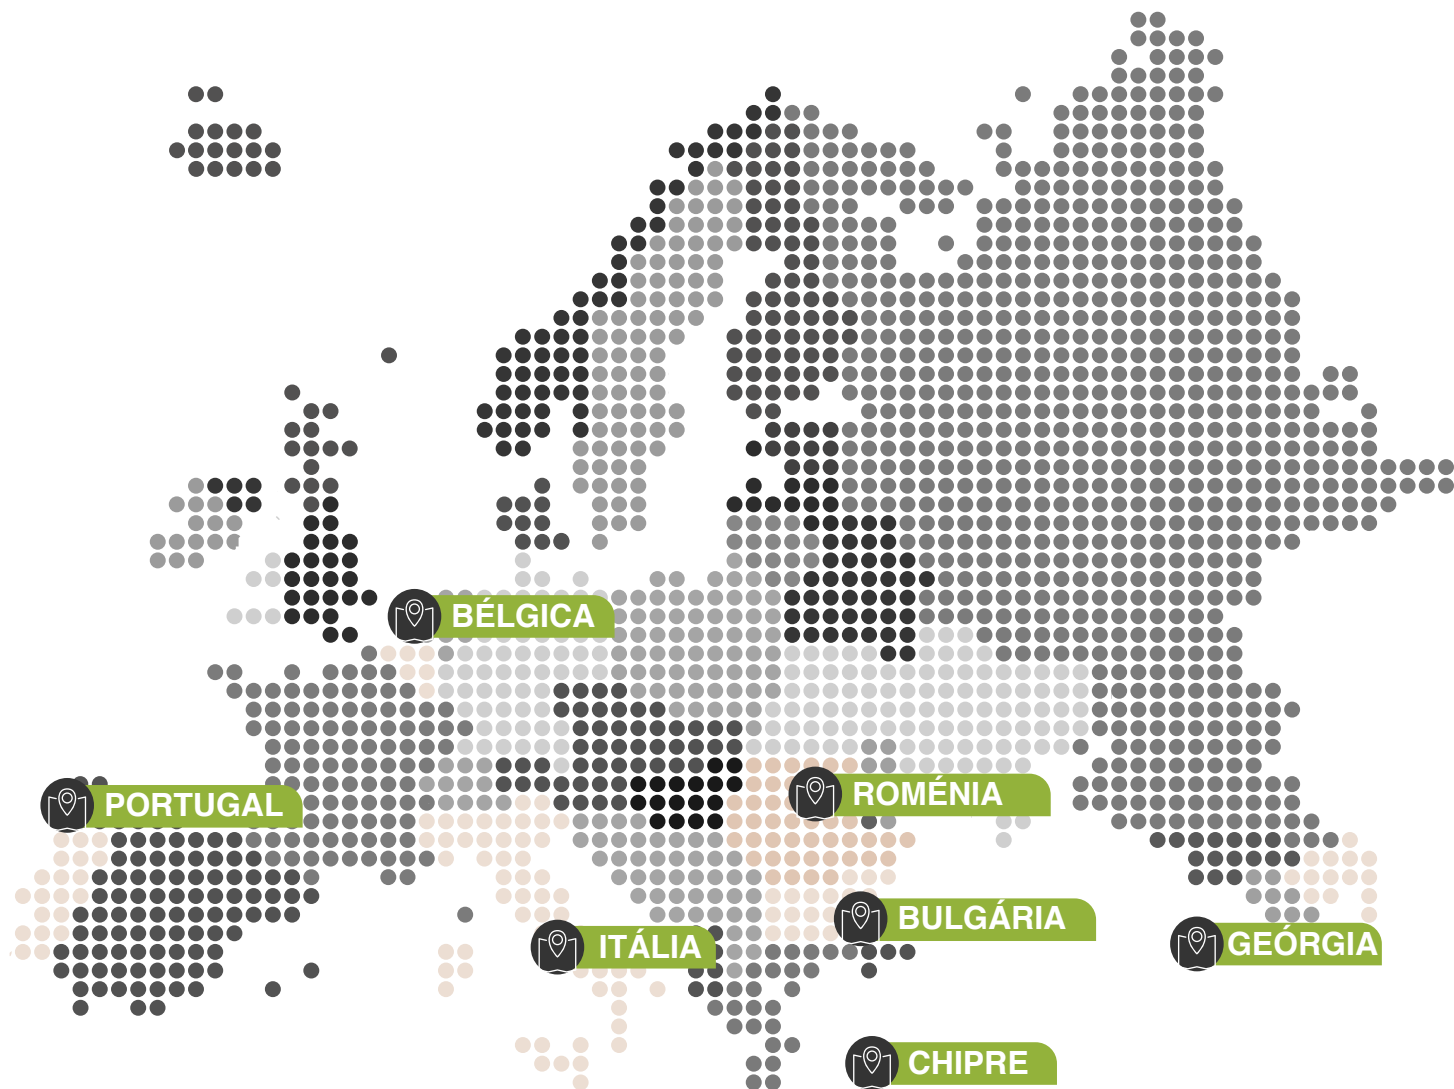 BÉLGICA
PORTUGAL
ROMÉNIA
BULGÁRIA
ITÁLIA
GEÓRGIA
CHIPRE